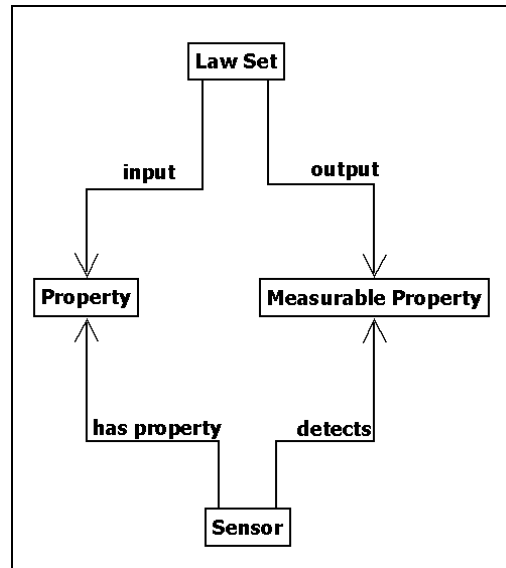 Law Set
input
output
Property
Measurable Property
has property
detects
Sensor